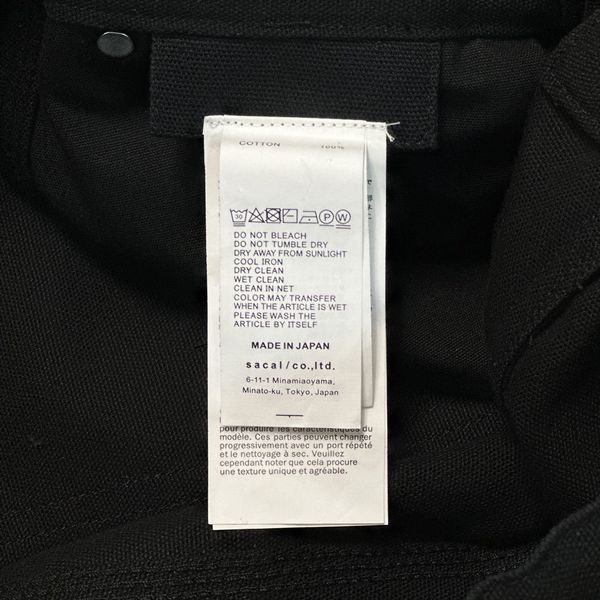 COTTON 100%
30 P W
DO NOT BLEACH
DO NOT TUMBLE DRY
DRY AWAY FROM SUNLIGHT
COOL IRON
DRY CLEAN
WET CLEAN
CLEAN IN NET
COLOR MAY TRANSFER
WHEN THE ARTICLE IS WET
PLEASE WASH THE
ARTICLE BY ITSELF
MADE IN JAPAN
sacai/co.,ltd.
6-11-1 Minamiaoyama,
Minato-ku, Tokyo, Japan
pour produire les caractéristiques du
modèle. Ces parties peuvent changer
progressivement avec un port répété
et le nettoyage à sec. Veuillez
cependant noter que cela procure
une texture unique et agréable.